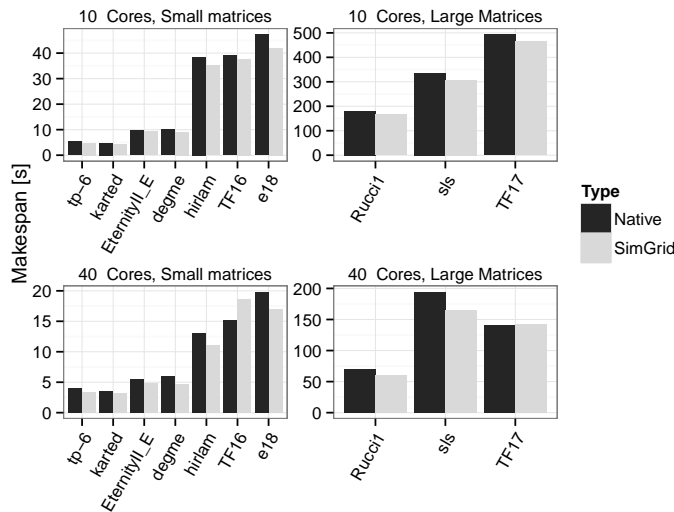 10 Cores, Small matrices
10 Cores, Large Matrices
40
30
20
10
0
500
400
300
200
100
0
tp−6
karted
EternityII_E
degme
hirlam
TF16
e18
Rucci1
sls
TF17
Makespan [s]
Type
Native
SimGrid
40 Cores, Small matrices
40 Cores, Large Matrices
20
15
10
5
0
200
150
100
50
0
tp−6
karted
EternityII_E
degme
hirlam
TF16
e18
Rucci1
sls
TF17